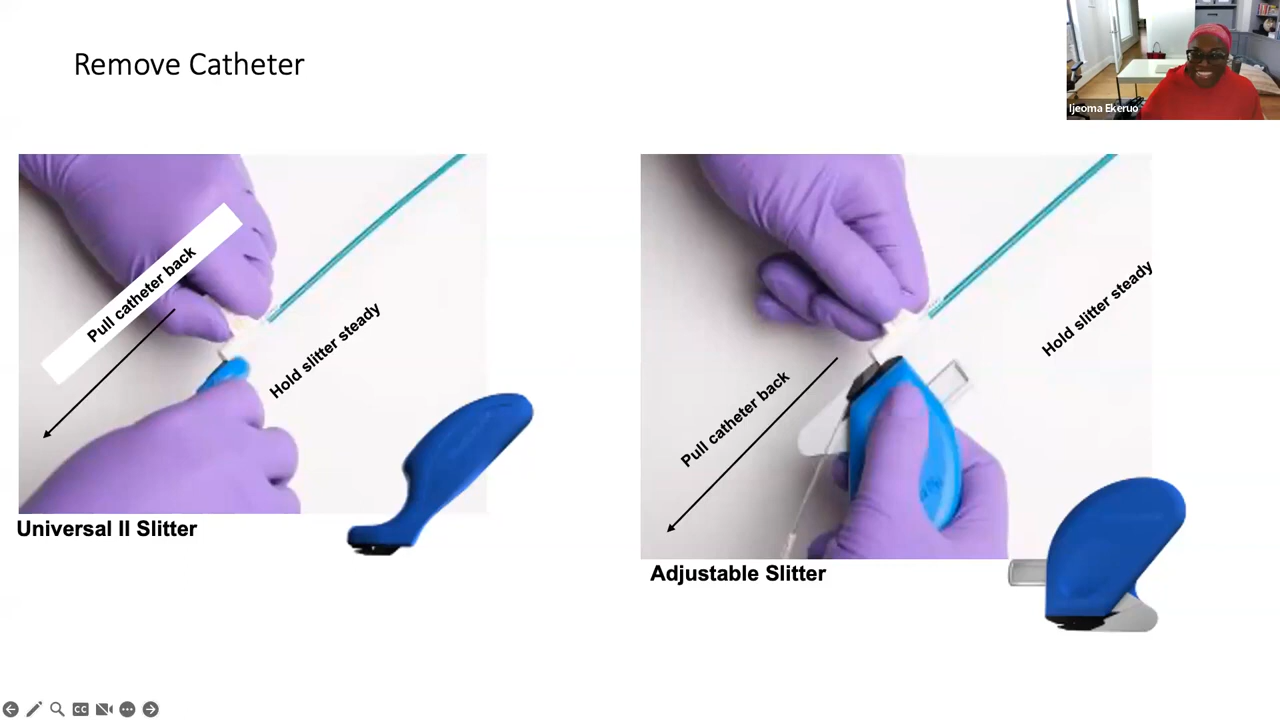 Remove Catheter
Ijeoma Ekeruo
Pull catheter back
Hold slitter steady
Universal II Slitter
Hold slitter steady
Pull catheter back
Adjustable Slitter
CC